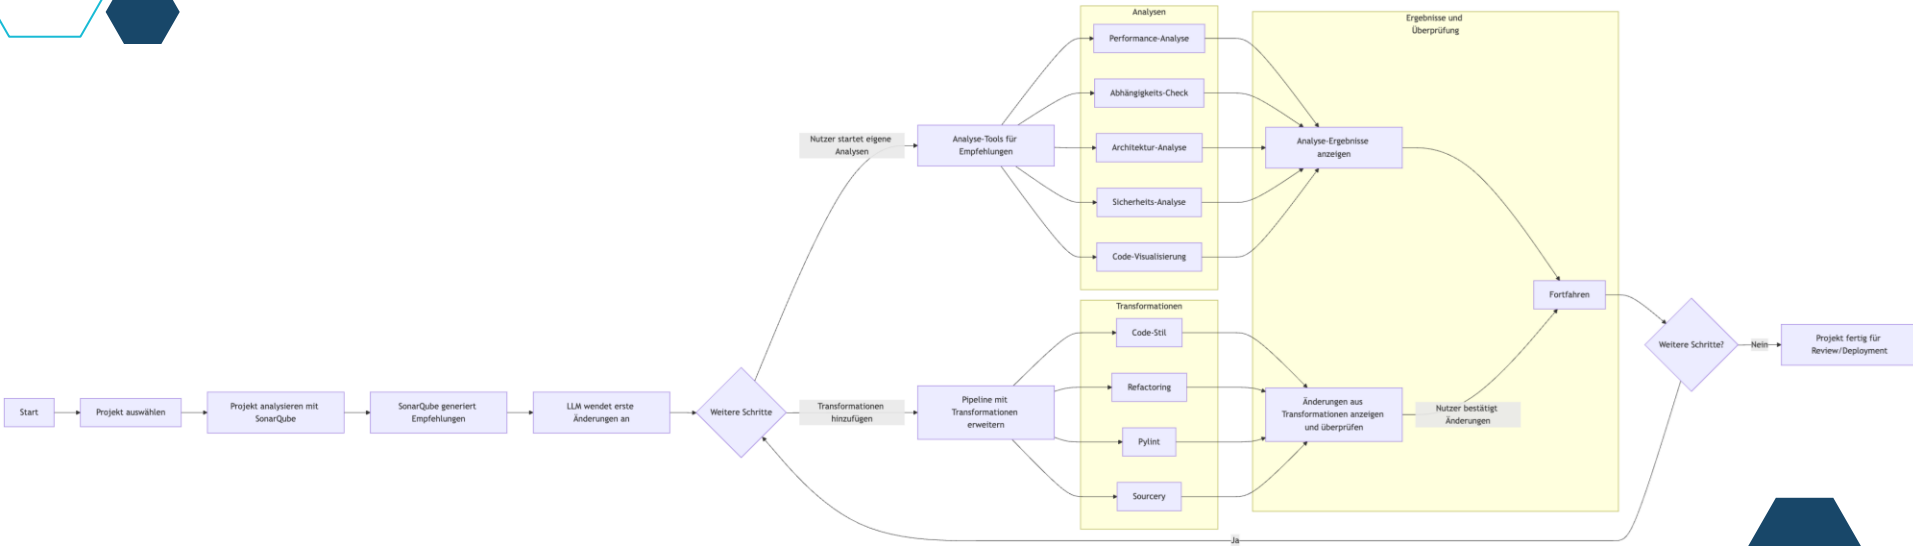 Start
Projekt auswählen
Projekt analysieren mit
SonarQube
SonarQube generiert
Empfehlungen
LLM wendet erste
Änderungen an
Weitere Schritte
Nutzer startet eigene
Analysen
Analyse-Tools für
Empfehlungen
Analysen
Performance-Analyse
Abhängigkeits-Check
Architektur-Analyse
Sicherheits-Analyse
Code-Visualisierung
Transformationen
hinzufügen
Pipeline mit
Transformationen
erweitern
Transformationen
Code-Stil
Refactoring
Pylint
Sourcery
Ergebnisse und
Überprüfung
Analyse-Ergebnisse
anzeigen
Änderungen aus
Transformationen anzeigen
und überprüfen
Nutzer bestätigt
Änderungen
Fortfahren
Weitere Schritte?
Nein
Projekt fertig für
Review/Deployment
Ja